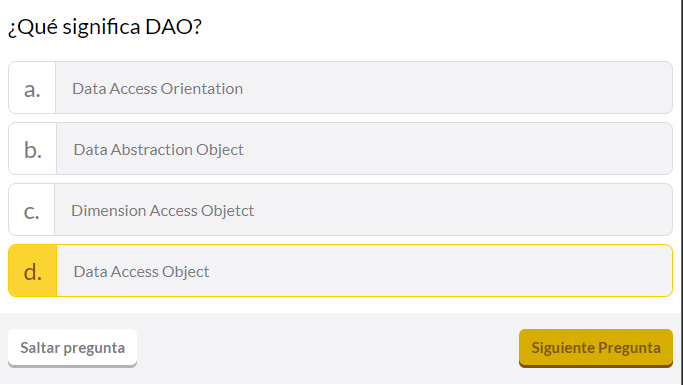 ¿Qué significa DAO?
a. Data Access Orientation
b. Data Abstraction Object
c. Dimension Access Objetct
d. Data Access Object
Saltar pregunta
Siguiente Pregunta